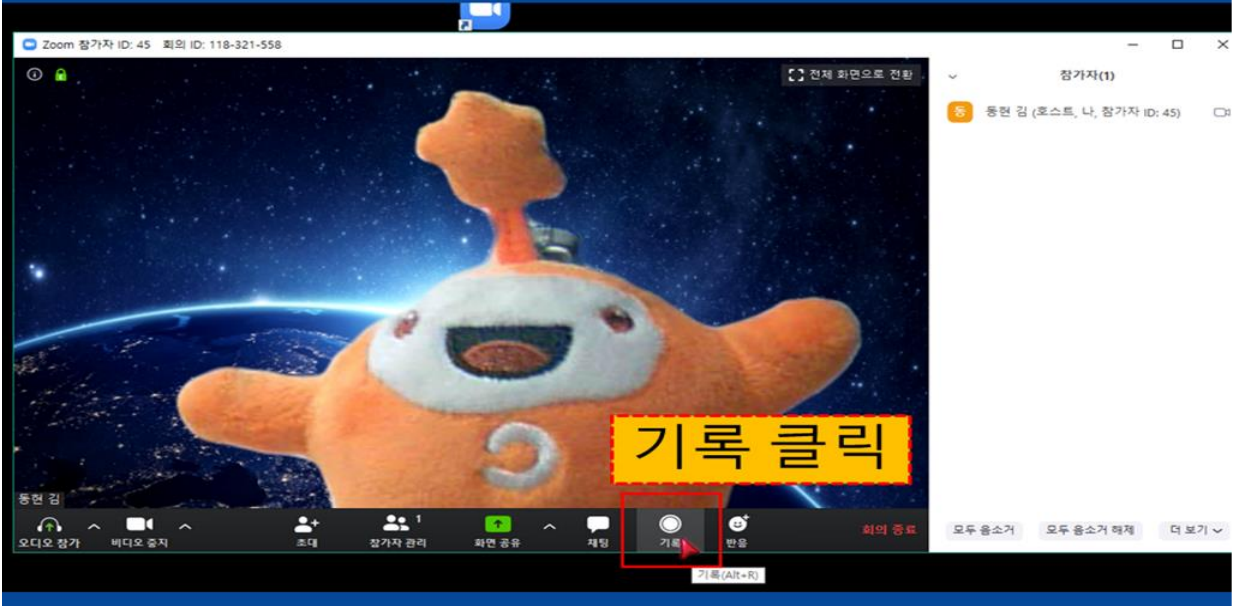 Zoom 참가자 ID: 45 회의 ID: 118-321-558
전체 화면으로 전환
참가자(1)
동 동현 김 (호스트, 나, 참가자 ID: 45)
기록 클릭
동현 김
1
오디오 참가 비디오 중지 초대 참가자 관리 화면 공유 채팅 기록 반응 회의 종료
모두 음소거 모두 음소거 해제 더 보기
기록(Alt+R)